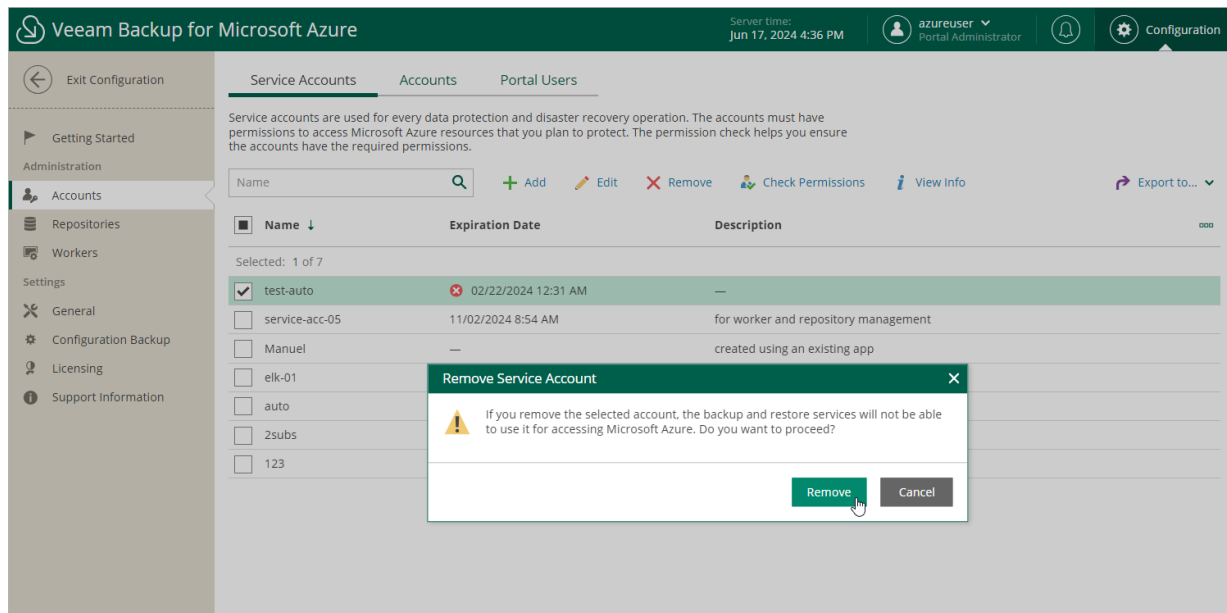 Veeam Backup for Microsoft Azure
Server time:
Jun 17, 2024 4:36 PM
azureuser
Portal Administrator
Configuration
Exit Configuration
Getting Started
Administration
Accounts
Repositories
Workers
Settings
General
Configuration Backup
Licensing
Support Information
Service Accounts Accounts Portal Users
Service accounts are used for every data protection and disaster recovery operation. The accounts must have
permissions to access Microsoft Azure resources that you plan to protect. The permission check helps you ensure
the accounts have the required permissions.
Name Add Edit Remove Check Permissions View Info Export to...
Name ↓ Expiration Date Description
Selected: 1 of 7
test-auto 02/22/2024 12:31 AM —
service-acc-05 11/02/2024 8:54 AM for worker and repository management
Manuel — created using an existing app
elk-01
auto
2subs
123
Remove Service Account
If you remove the selected account, the backup and restore services will not be able
to use it for accessing Microsoft Azure. Do you want to proceed?
Remove Cancel